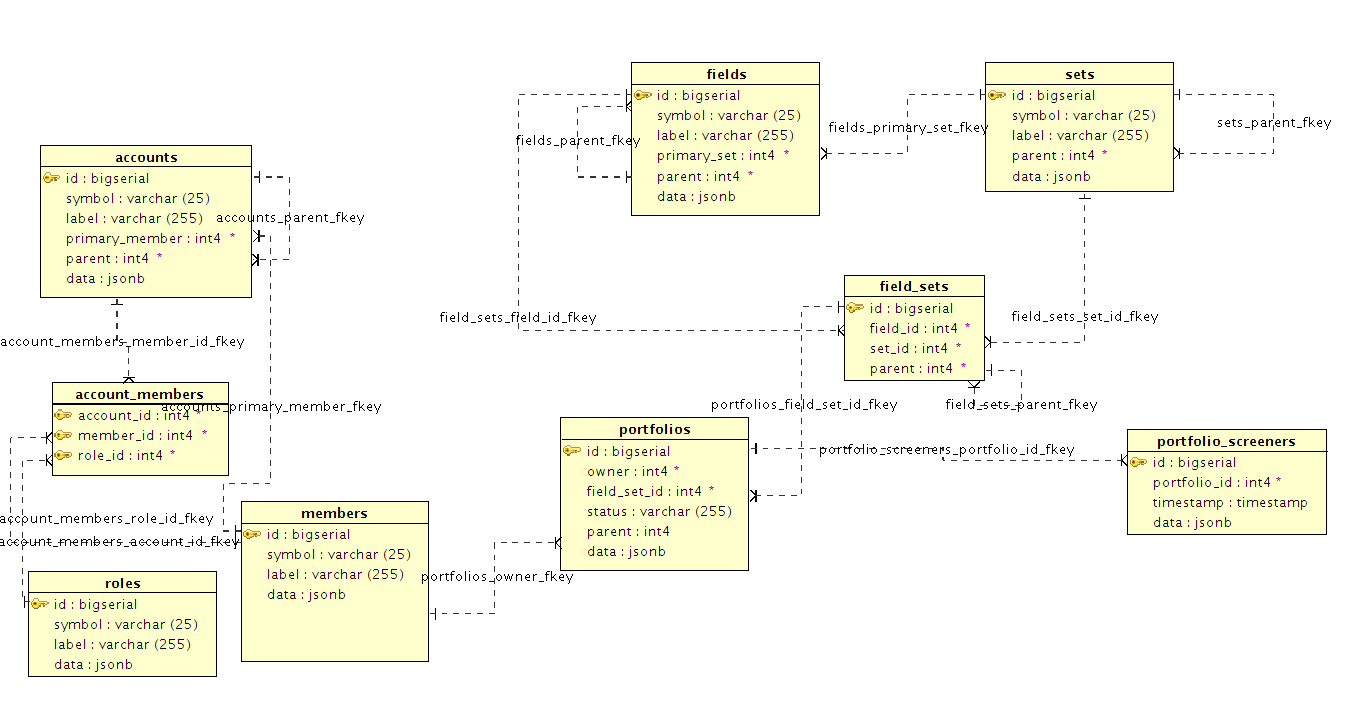 fields
id : bigserial
symbol : varchar (25)
label : varchar (255)
primary_set : int4 *
parent : int4 *
data : jsonb
fields_parent_fkey
fields_primary_set_fkey
sets
id : bigserial
symbol : varchar (25)
label : varchar (255)
parent : int4 *
data : jsonb
sets_parent_fkey
accounts
id : bigserial
symbol : varchar (25)
label : varchar (255)
primary_member : int4 *
parent : int4 *
data : jsonb
accounts_parent_fkey
field_sets
id : bigserial
field_id : int4 *
set_id : int4 *
parent : int4 *
field_sets_field_id_fkey
field_sets_set_id_fkey
account_members_member_id_fkey
account_members
account_id : int4 *
member_id : int4 *
role_id : int4 *
accounts_primary_member_fkey
portfolios_field_set_id_fkey
field_sets_parent_fkey
portfolios
id : bigserial
owner : int4 *
field_set_id : int4 *
status : varchar (255)
parent : int4
data : jsonb
portfolio_screeners_portfolio_id_fkey
portfolio_screeners
id : bigserial
portfolio_id : int4 *
timestamp : timestamp
data : jsonb
account_members_role_id_fkey
account_members_account_id_fkey
members
id : bigserial
symbol : varchar (25)
label : varchar (255)
data : jsonb
portfolios_owner_fkey
roles
id : bigserial
symbol : varchar (25)
label : varchar (255)
data : jsonb